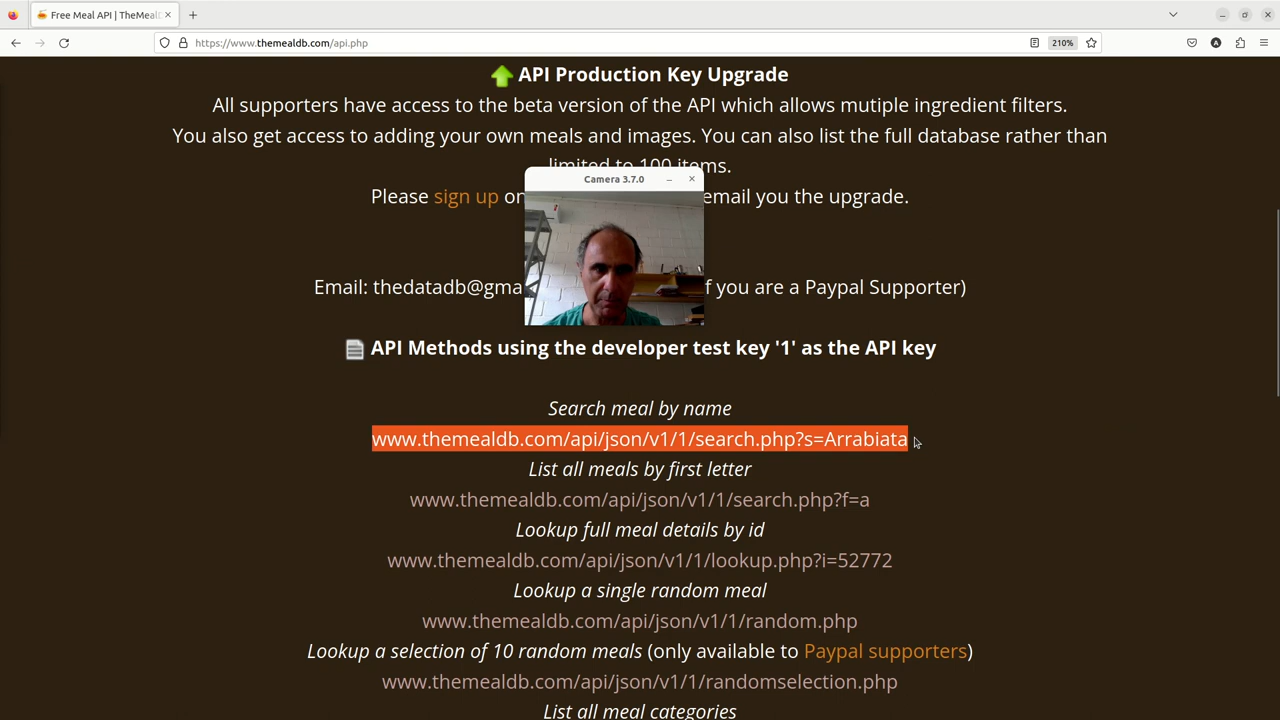 Free Meal API | TheMealD
https://www.themealdb.com/api.php
210%
API Production Key Upgrade
All supporters have access to the beta version of the API which allows mutiple ingredient filters.
You also get access to adding your own meals and images. You can also list the full database rather than
limited to 100 items.
Camera 3.7.0
Please sign up on email you the upgrade.
Email: thedatadb@gma f you are a Paypal Supporter)
API Methods using the developer test key '1' as the API key
Search meal by name
www.themealdb.com/api/json/v1/1/search.php?s=Arrabiata
List all meals by first letter
www.themealdb.com/api/json/v1/1/search.php?f=a
Lookup full meal details by id
www.themealdb.com/api/json/v1/1/lookup.php?i=52772
Lookup a single random meal
www.themealdb.com/api/json/v1/1/random.php
Lookup a selection of 10 random meals (only available to Paypal supporters)
www.themealdb.com/api/json/v1/1/randomselection.php
List all meal categories